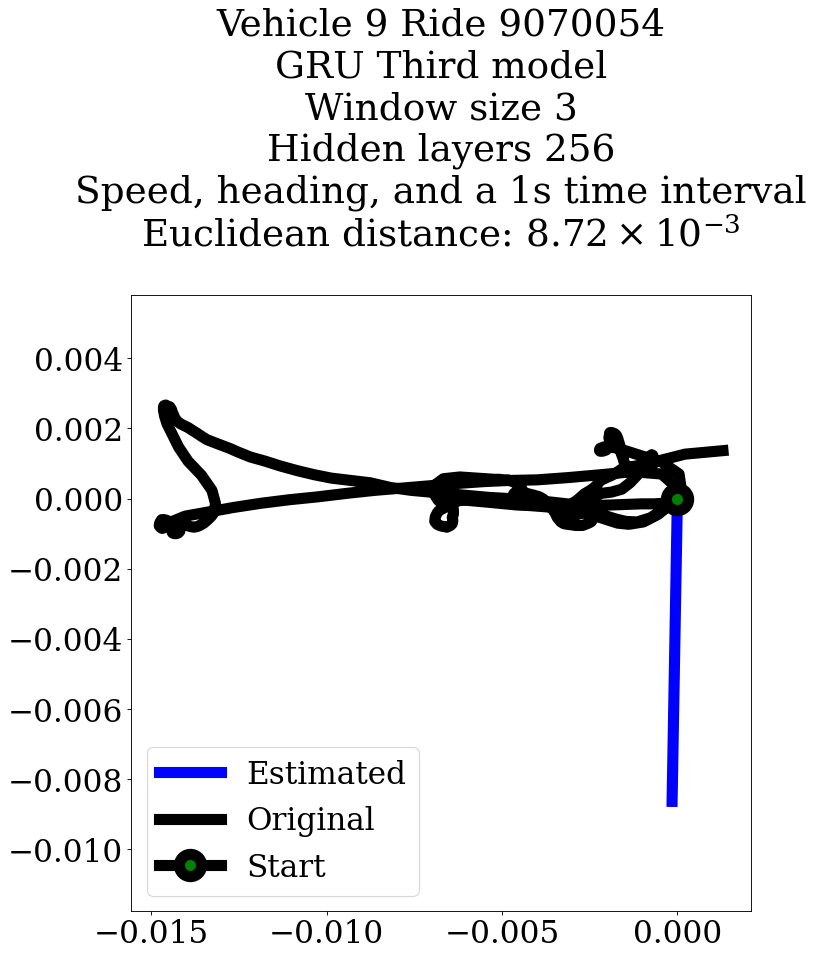 Vehicle 9 Ride 9070054
GRU Third model
Window size 3
Hidden layers 256
Speed, heading, and a 1s time interval
Euclidean distance: 8.72 × 10⁻³
0.004
0.002
0.000
−0.002
−0.004
−0.006
−0.008
−0.010
Estimated
Original
Start
−0.015 −0.010 −0.005 0.000